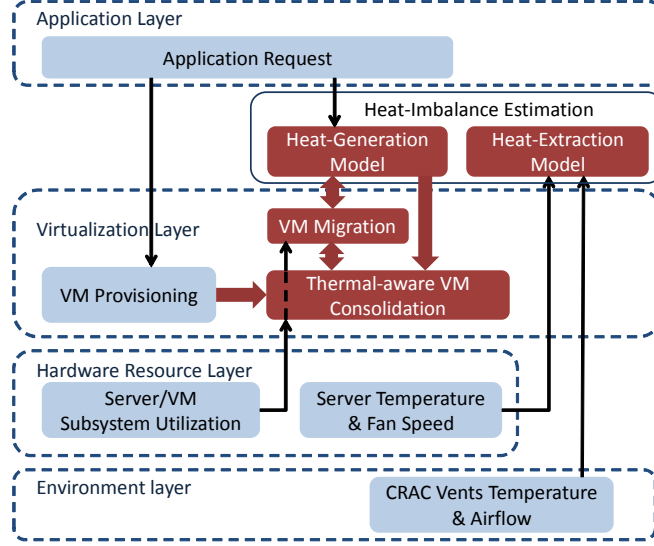 Application Layer
Application Request
Heat-Imbalance Estimation
Heat-Generation
Model
Heat-Extraction
Model
Virtualization Layer
VM Migration
VM Provisioning
Thermal-aware VM
Consolidation
Hardware Resource Layer
Server/VM
Subsystem Utilization
Server Temperature
& Fan Speed
Environment layer
CRAC Vents Temperature
& Airflow